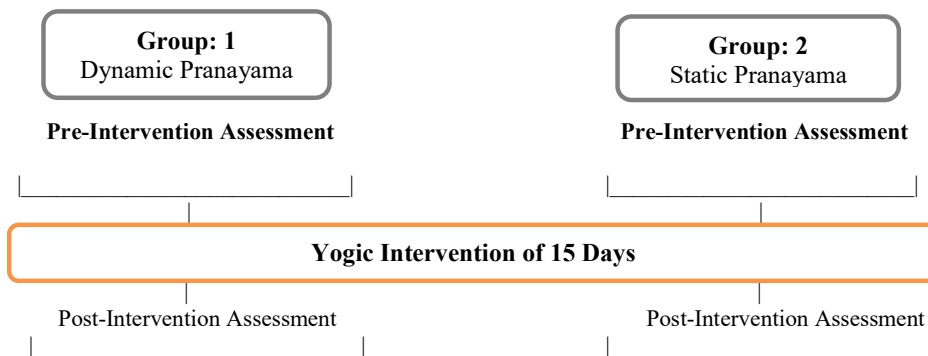 Group: 1
Dynamic Pranayama
Group: 2
Static Pranayama
Pre-Intervention Assessment
Pre-Intervention Assessment
Yogic Intervention of 15 Days
Post-Intervention Assessment
Post-Intervention Assessment